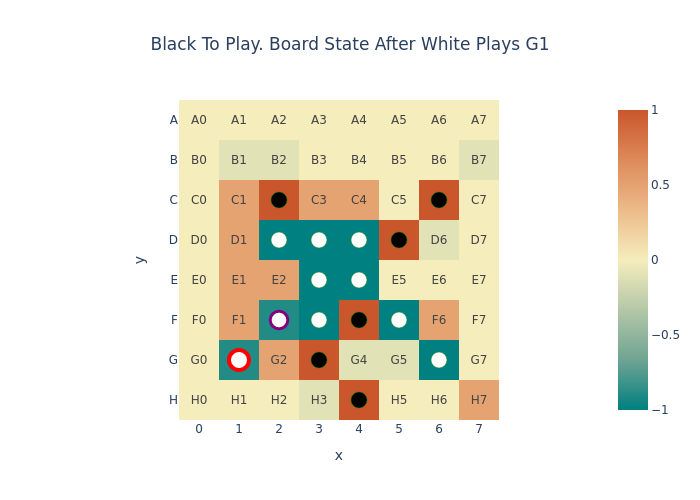 Black To Play. Board State After White Plays G1
A A0 A1 A2 A3 A4 A5 A6 A7
B B0 B1 B2 B3 B4 B5 B6 B7
C C0 C1 C3 C4 C5 C7
D D0 D1 D6 D7
E E0 E1 E2 E5 E6 E7
F F0 F1 F6 F7
G G0 G2 G4 G5 G7
H H0 H1 H2 H3 H5 H6 H7
0 1 2 3 4 5 6 7
x
y
1
0.5
0
−0.5
−1